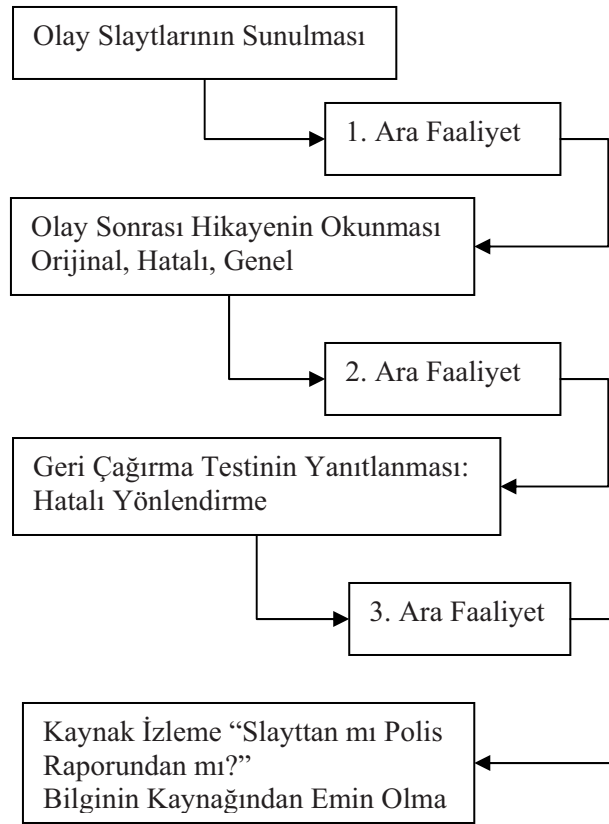 Olay Slaytlarının Sunulması
1. Ara Faaliyet
Olay Sonrası Hikayenin Okunması
Orijinal, Hatalı, Genel
2. Ara Faaliyet
Geri Çağırma Testinin Yanıtlanması:
Hatalı Yönlendirme
3. Ara Faaliyet
Kaynak İzleme “Slayttan mı Polis
Raporundan mı?”
Bilginin Kaynağından Emin Olma